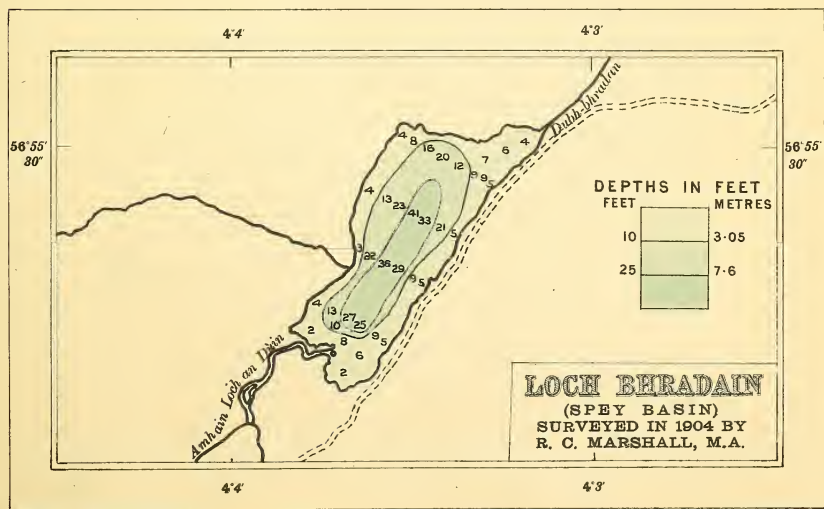 4°4′ 4°3′
56°55′ 56°55′
30″ 30″
Dubh-bhradan
4 8 16 20 12 7 6 4
9 9 5
4 13 23 41 33 21 5
3 22 36 29 9 5
4 13 27 25 9 5
2 10 8 6
2
Amhain Loch an Dùin
DEPTHS IN FEET
FEET METRES
10 3·05
25 7·6
LOCH BHRADAIN
(SPEY BASIN)
SURVEYED IN 1904 BY
R. C. MARSHALL, M.A.
4°4′ 4°3′